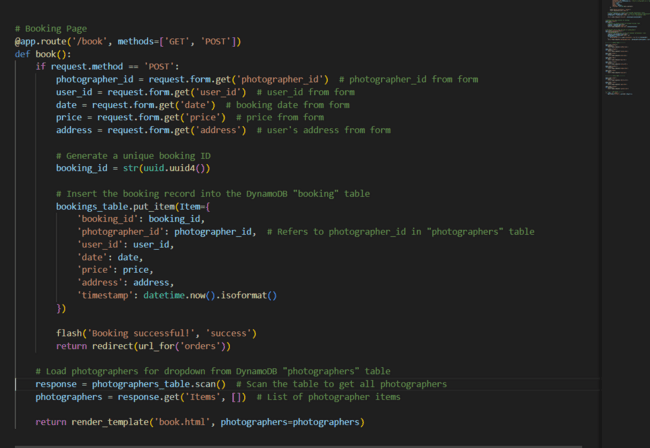 # Booking Page
@app.route('/book', methods=['GET', 'POST'])
def book():
    if request.method == 'POST':
        photographer_id = request.form.get('photographer_id')  # photographer_id from form
        user_id = request.form.get('user_id')  # user_id from form
        date = request.form.get('date')  # booking date from form
        price = request.form.get('price')  # price from form
        address = request.form.get('address')  # user's address from form

        # Generate a unique booking ID
        booking_id = str(uuid.uuid4())

        # Insert the booking record into the DynamoDB "booking" table
        bookings_table.put_item(Item={
            'booking_id': booking_id,
            'photographer_id': photographer_id,  # Refers to photographer_id in "photographers" table
            'user_id': user_id,
            'date': date,
            'price': price,
            'address': address,
            'timestamp': datetime.now().isoformat()
        })

        flash('Booking successful!', 'success')
        return redirect(url_for('orders'))

    # Load photographers for dropdown from DynamoDB "photographers" table
    response = photographers_table.scan()  # Scan the table to get all photographers
    photographers = response.get('Items', [])  # List of photographer items

    return render_template('book.html', photographers=photographers)